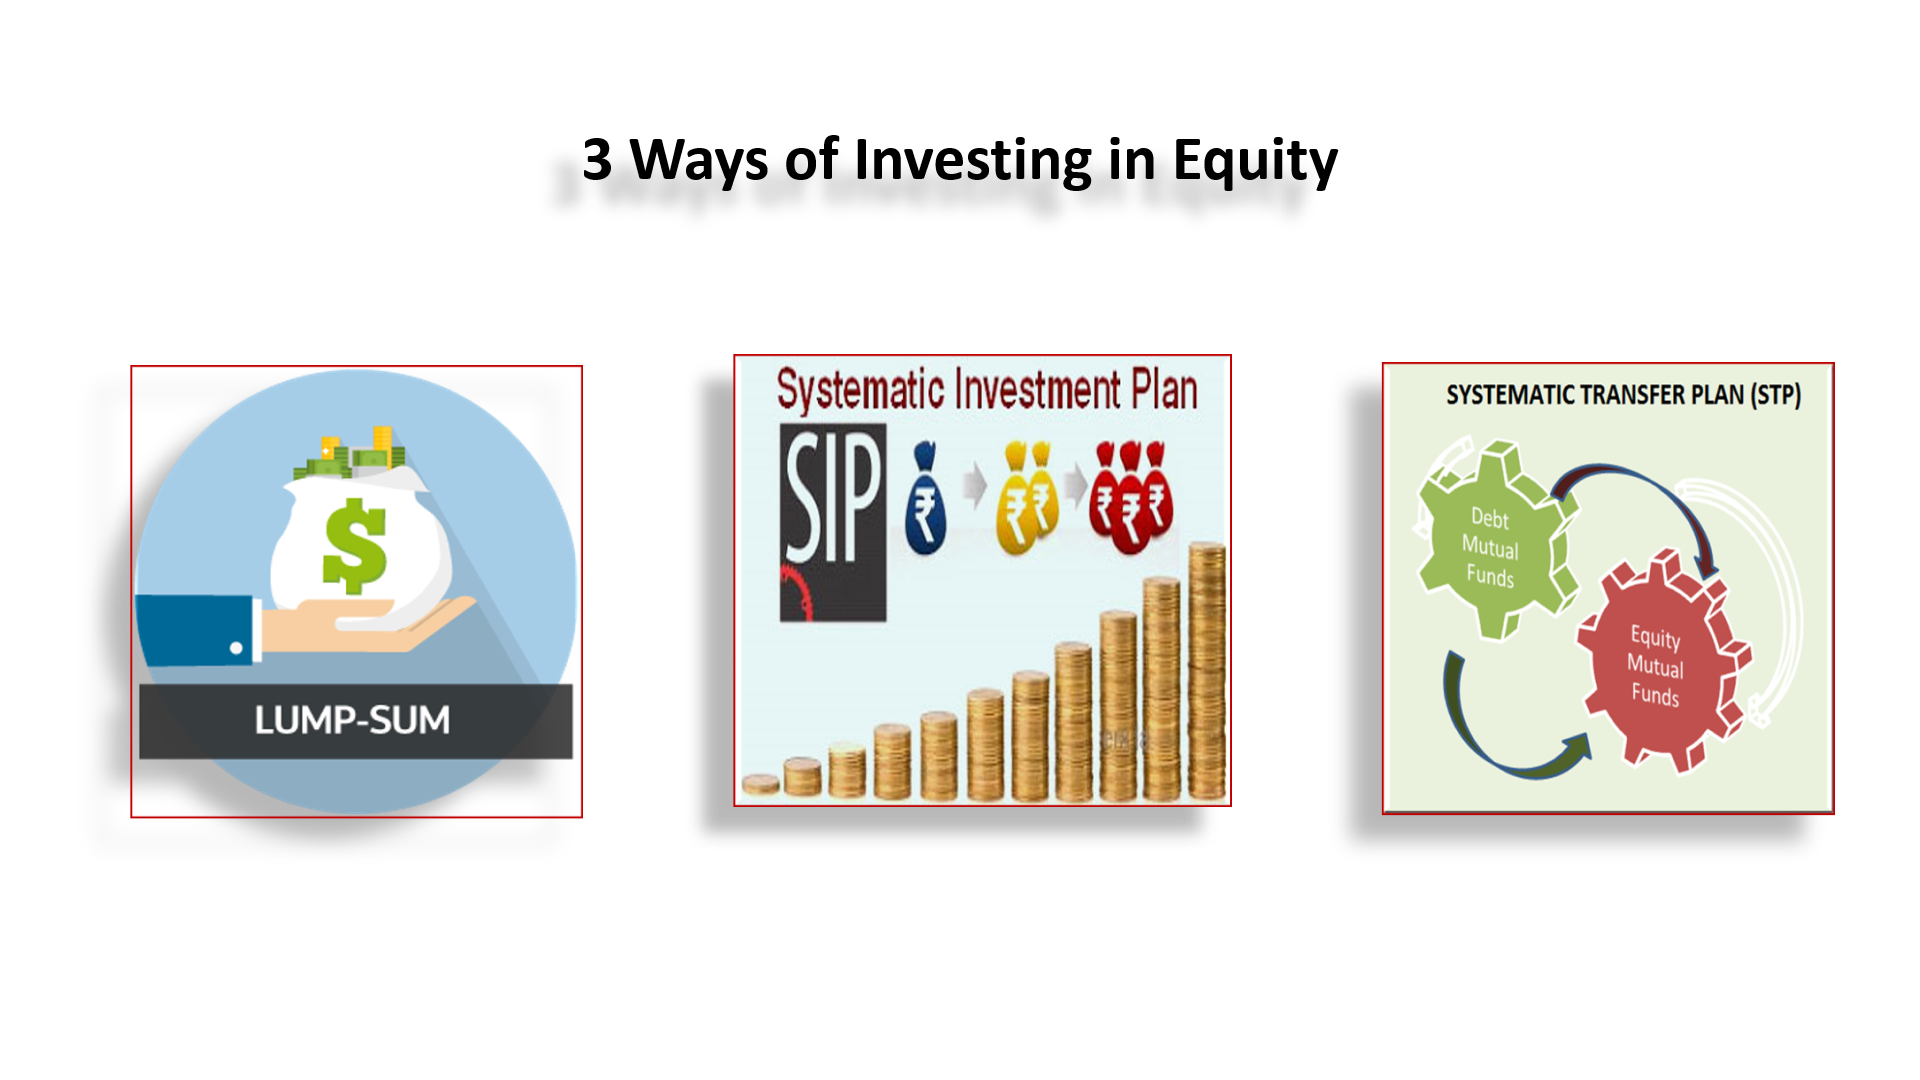 3 Ways of Investing in Equity
$
LUMP-SUM
Systematic Investment Plan
SIP
₹ ₹ ₹ ₹ ₹ ₹
SYSTEMATIC TRANSFER PLAN (STP)
Debt
Mutual
Funds
Equity
Mutual
Funds